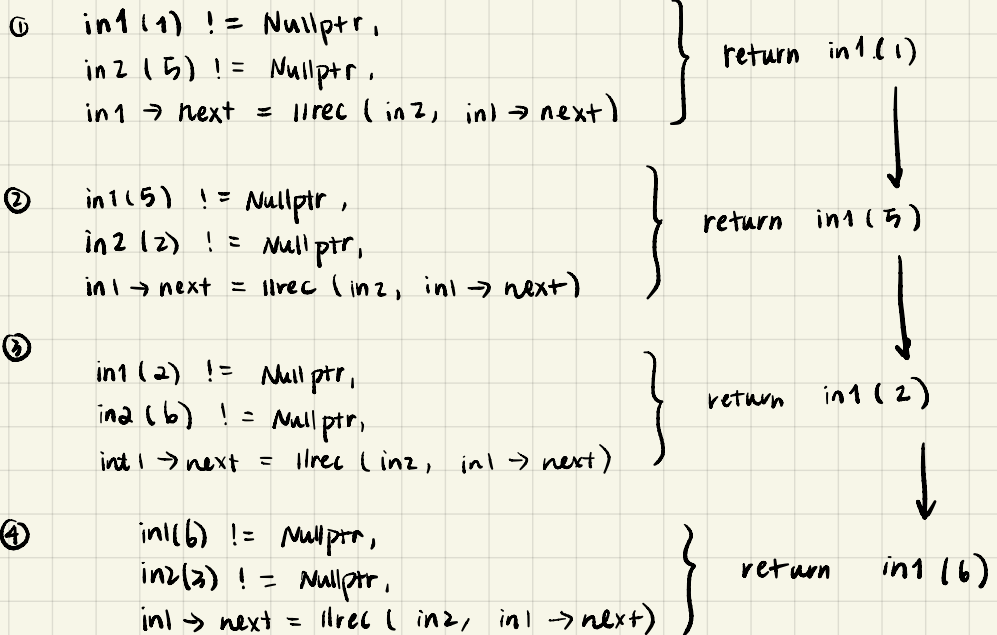 ① in1 (1) != Nullptr,
in2 (5) != Nullptr,
in1 → next = llrec (in2, in1 → next)
return in1 (1)
② in1 (5) != Nullptr,
in2 (2) != Nullptr,
in1 → next = llrec (in2, in1 → next)
return in1 (5)
③
in1 (2) != Nullptr,
in2 (6) != Nullptr,
int1 → next = llrec (in2, in1 → next)
return in1 (2)
④ in1(6) != Nullptr,
in2(3) != Nullptr,
in1 → next = llrec (in2, in1 → next)
return in1 (6)